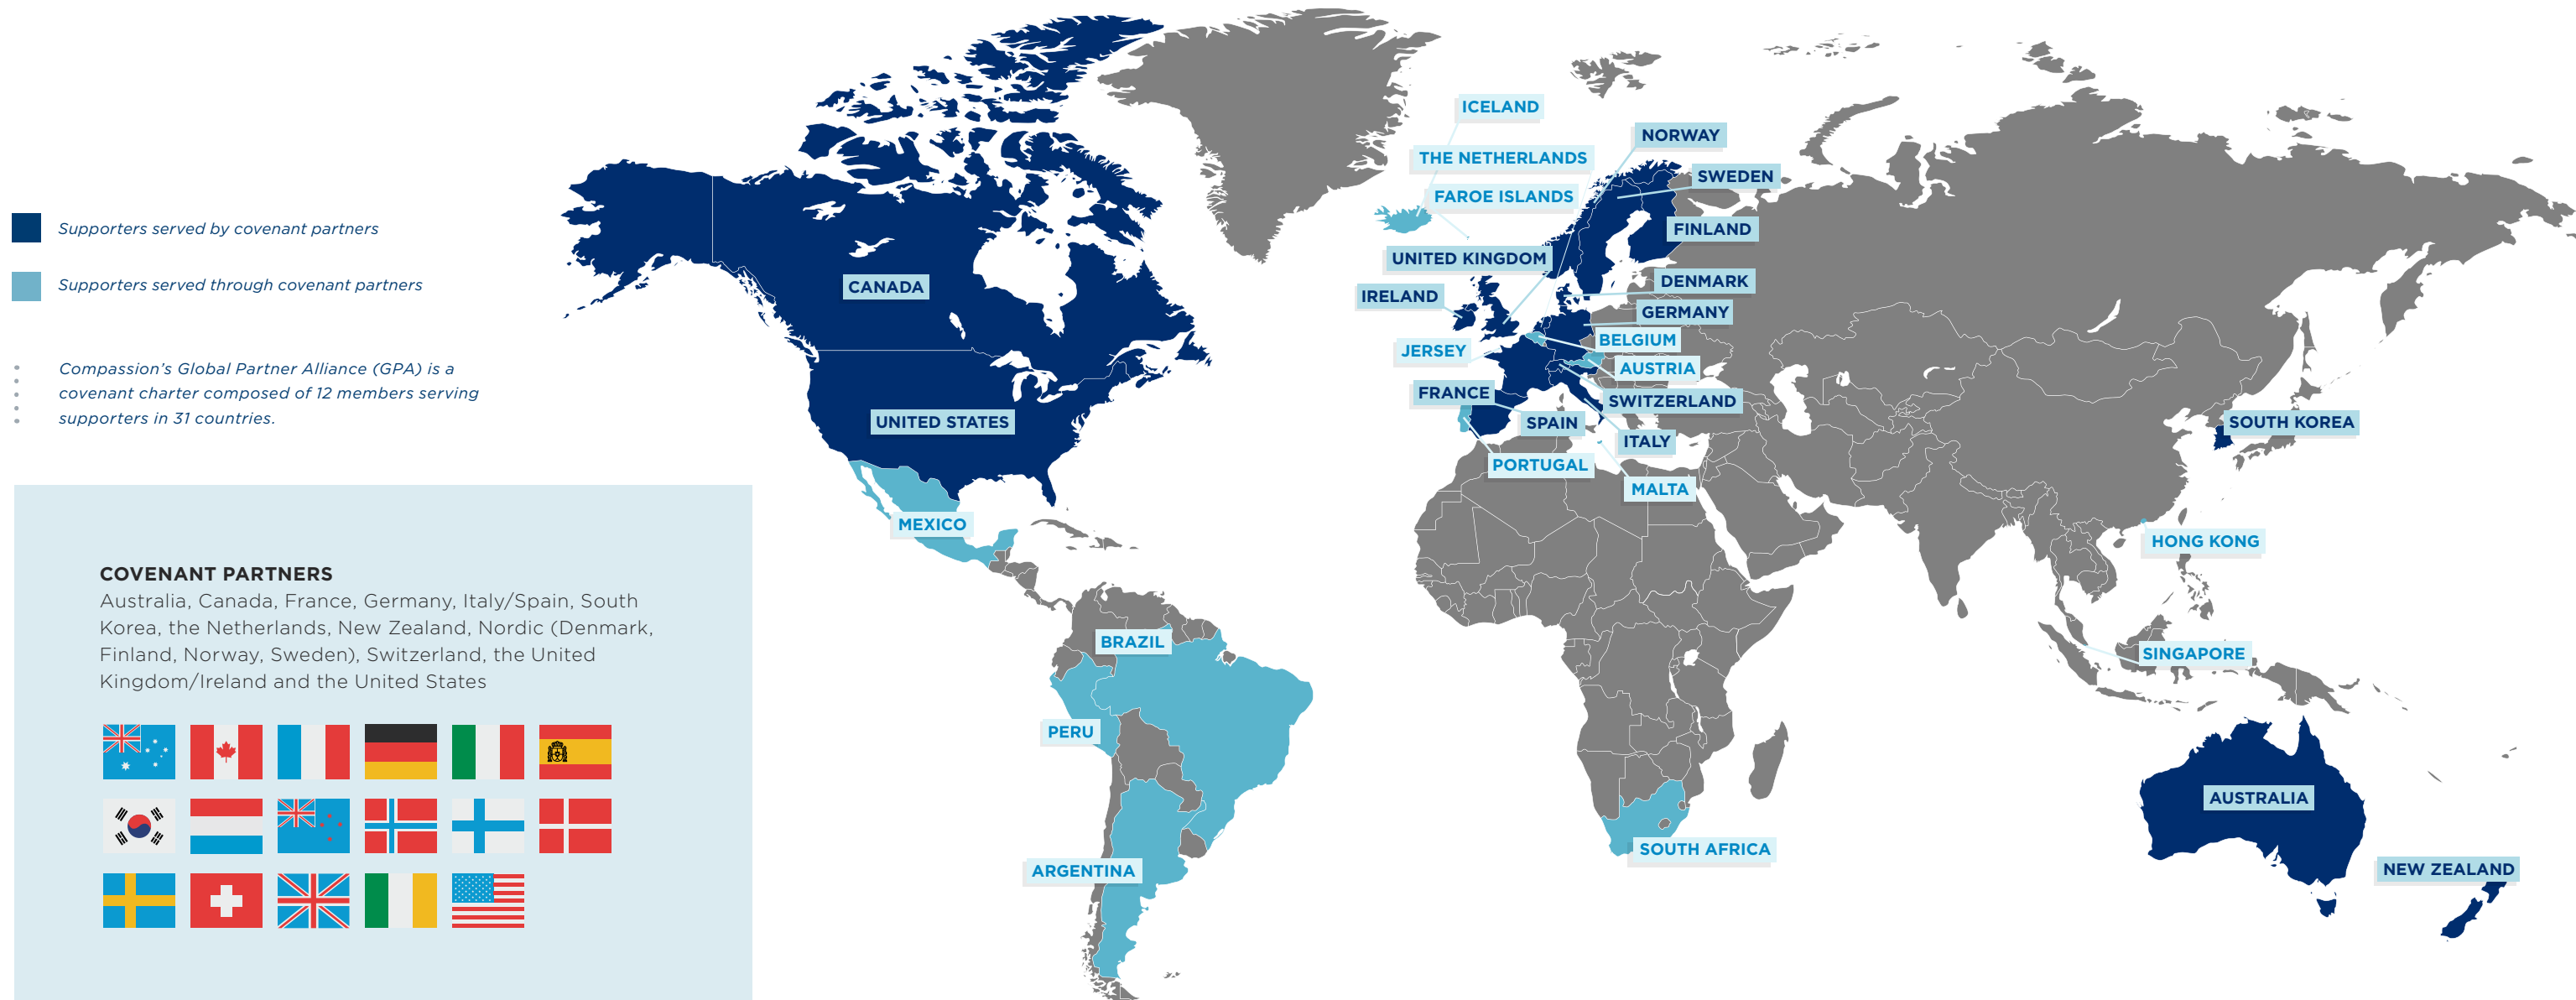 Supporters served by covenant partners
Supporters served through covenant partners
Compassion's Global Partner Alliance (GPA) is a
covenant charter composed of 12 members serving
supporters in 31 countries.
COVENANT PARTNERS
Australia, Canada, France, Germany, Italy/Spain, South
Korea, the Netherlands, New Zealand, Nordic (Denmark,
Finland, Norway, Sweden), Switzerland, the United
Kingdom/Ireland and the United States
CANADA
UNITED STATES
MEXICO
BRAZIL
PERU
ARGENTINA
ICELAND
NORWAY
THE NETHERLANDS
SWEDEN
FAROE ISLANDS
FINLAND
UNITED KINGDOM
DENMARK
IRELAND
GERMANY
BELGIUM
JERSEY
AUSTRIA
FRANCE
SWITZERLAND
SPAIN
ITALY
PORTUGAL
MALTA
SOUTH KOREA
HONG KONG
SINGAPORE
AUSTRALIA
SOUTH AFRICA
NEW ZEALAND